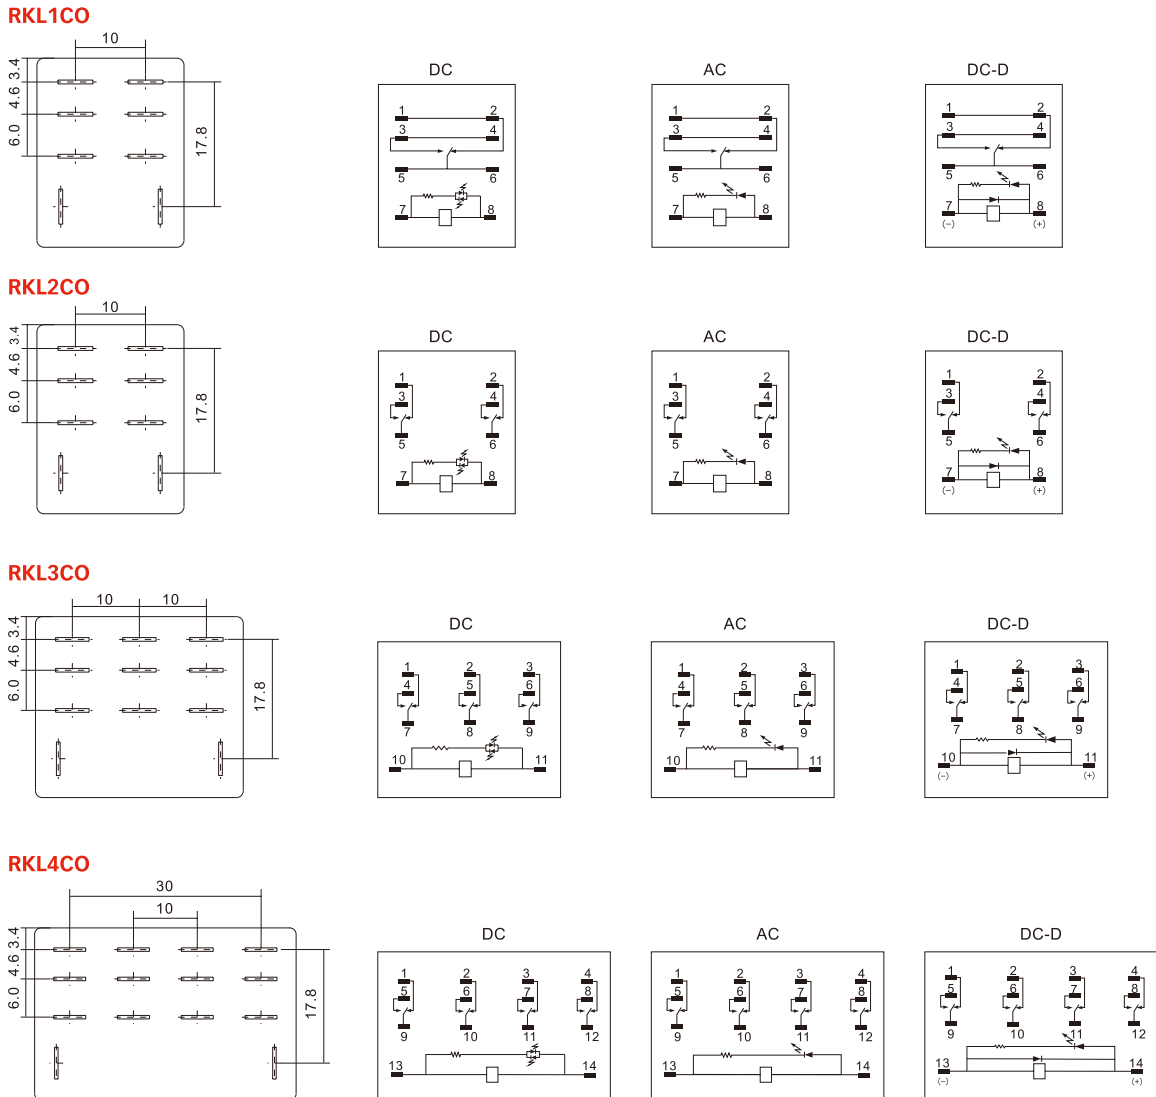 RKL1CO
10
3.4
4.6
6.0
17.8
DC
1 2
3 4
5 6
7 8
AC
1 2
3 4
5 6
7 8
DC-D
1 2
3 4
5 6
7 8
(-) (+)
RKL2CO
10
3.4
4.6
6.0
17.8
DC
1 2
3 4
5 6
7 8
AC
1 2
3 4
5 6
7 8
DC-D
1 2
3 4
5 6
7 8
(-) (+)
RKL3CO
10 10
3.4
4.6
6.0
17.8
DC
1 2 3
4 5 6
7 8 9
10 11
AC
1 2 3
4 5 6
7 8 9
10 11
DC-D
1 2 3
4 5 6
7 8 9
10 11
(-) (+)
RKL4CO
30
10
3.4
4.6
6.0
17.8
DC
1 2 3 4
5 6 7 8
9 10 11 12
13 14
AC
1 2 3 4
5 6 7 8
9 10 11 12
13 14
DC-D
1 2 3 4
5 6 7 8
9 10 11 12
13 14
(-) (+)